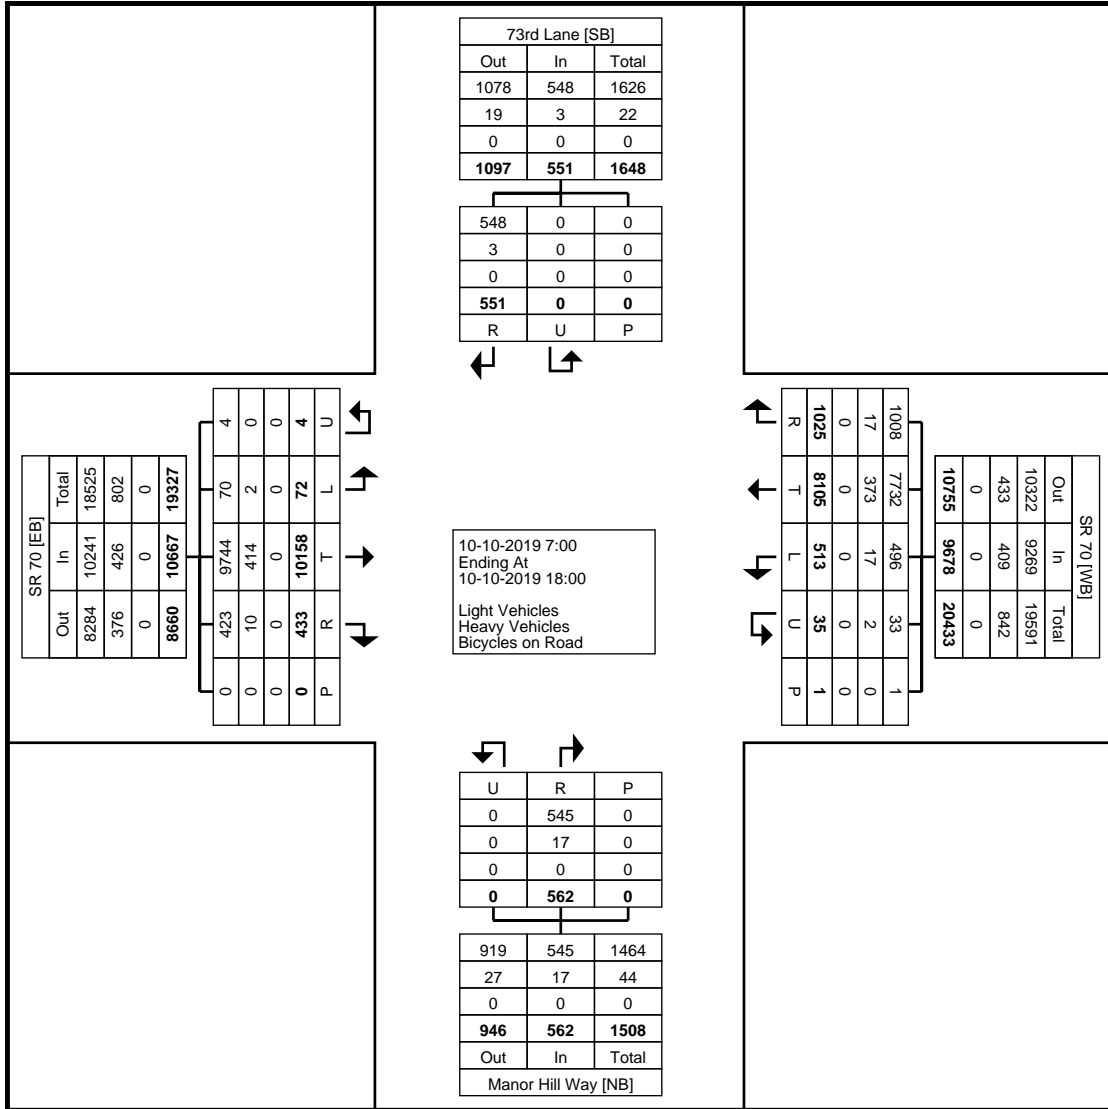 73rd Lane [SB]
Out In Total
1078 548 1626
19 3 22
0 0 0
1097 551 1648
548 0 0
3 0 0
0 0 0
551 0 0
R U P
SR 70 [EB]
Total In Out
18525 10241 8284
802 426 376
0 0 0
19327 10667 8660
4 70 9744 423 0
0 2 414 10 0
0 0 0 0 0
4 72 10158 433 0
U L T R P
10-10-2019 7:00
Ending At
10-10-2019 18:00
Light Vehicles
Heavy Vehicles
Bicycles on Road
SR 70 [WB]
Out In Total
10322 9269 19591
433 409 842
0 0 0
10755 9678 20433
1008 7732 496 33 1
17 373 17 2 0
0 0 0 0 0
1025 8105 513 35 1
R T L U P
U R P
0 545 0
0 17 0
0 0 0
0 562 0
919 545 1464
27 17 44
0 0 0
946 562 1508
Out In Total
Manor Hill Way [NB]